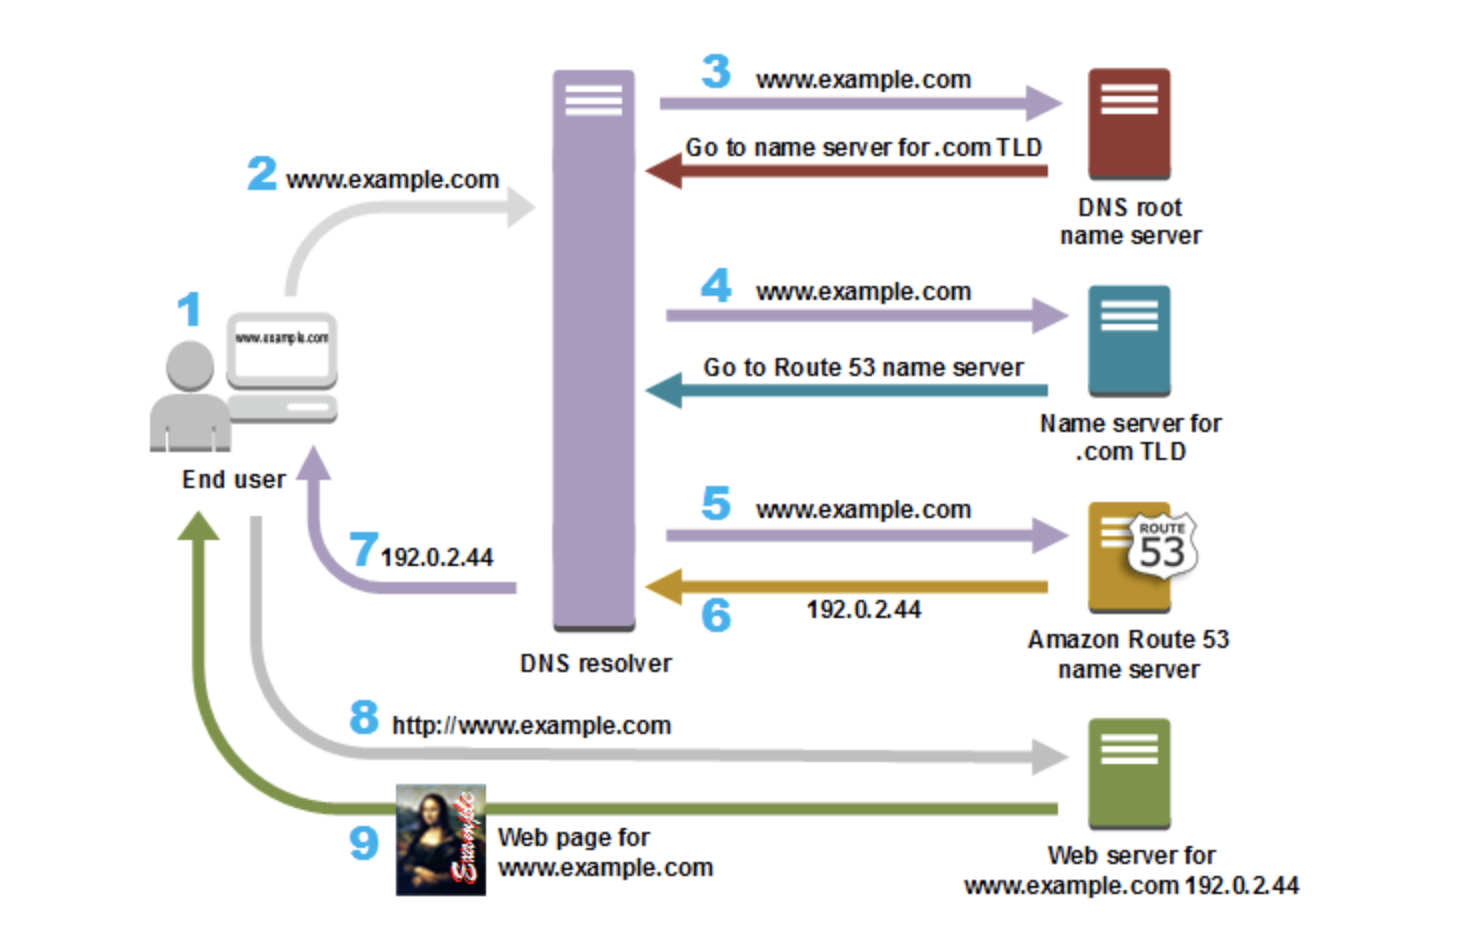 3 www.example.com
Go to name server for .com TLD
DNS root
name server
2 www.example.com
1
www.example.com
End user
4 www.example.com
Go to Route 53 name server
Name server for
.com TLD
5 www.example.com
ROUTE
53
6 192.0.2.44
Amazon Route 53
name server
7 192.0.2.44
DNS resolver
8 http://www.example.com
9
Example
Web page for
www.example.com
Web server for
www.example.com 192.0.2.44